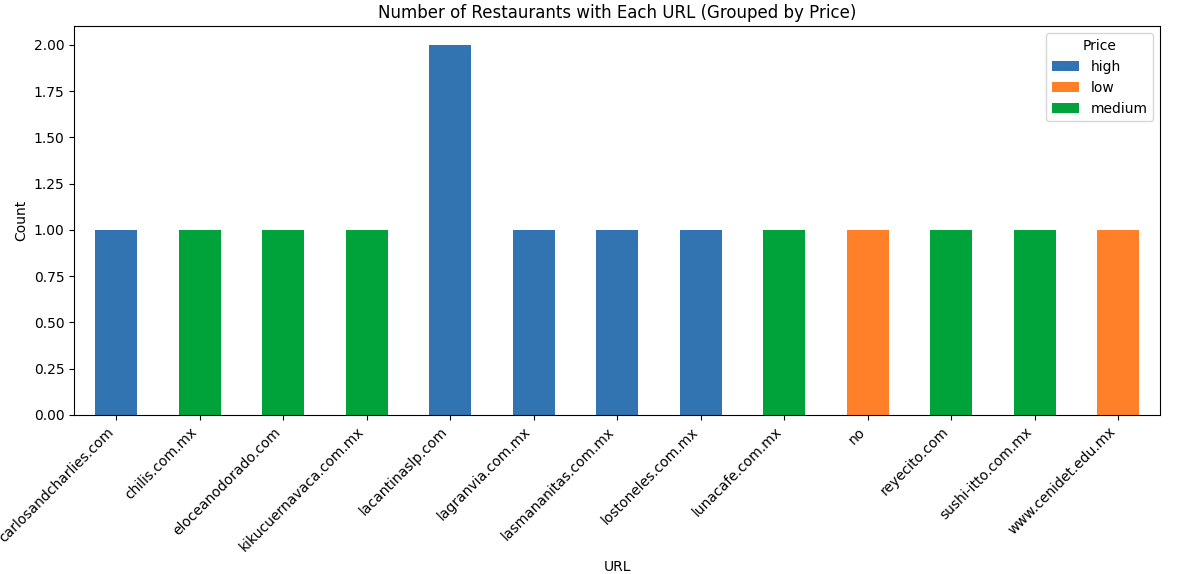 Number of Restaurants with Each URL (Grouped by Price)
Price
high
low
medium
Count
2.00
1.75
1.50
1.25
1.00
0.75
0.50
0.25
0.00
carlosandcharlies.com
chilis.com.mx
eloceanodorado.com
kikucuernavaca.com.mx
lacantinaslp.com
lagranvia.com.mx
lasmananitas.com.mx
lostoneles.com.mx
lunacafe.com.mx
no
reyecito.com
sushi-itto.com.mx
www.cenidet.edu.mx
URL